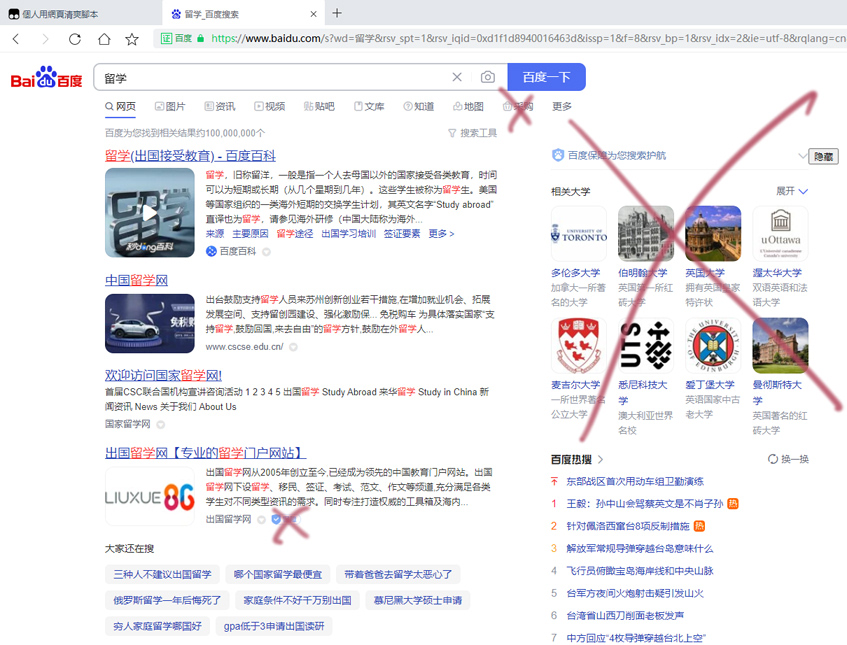 個人用網頁清爽腳本
留学_百度搜索
证 百度 https://www.baidu.com/s?wd=留学&rsv_spt=1&rsv_iqid=0xd1f1d8940016463d&issp=1&f=8&rsv_bp=1&rsv_idx=2&ie=utf-8&rqlang=cn
Bai du 百度
留学
百度一下
网页 图片 资讯 视频 贴吧 文库 知道 地图 采购 更多
百度为您找到相关结果约100,000,000个
搜索工具
留学(出国接受教育) - 百度百科
留学
秒dong百科
留学，旧称留洋，一般是指一个人去母国以外的国家接受各类教育，时间
可以为短期或长期（从几个星期到几年）。这些学生被称为留学生。美国
等国家组织的一类海外短期的交换学生计划，其英文名字“Study abroad”
直译也为留学，请参见海外研修（中国大陆称为海外...
来源 主要原因 留学途径 出国学习培训 签证要素 更多 >
百度百科
中国留学网
免税购
出台鼓励支持留学人员来苏州创新创业若干措施,在增加就业机会、拓展
发展空间、支持留创园建设、强化激励保... 免税购车 为具体落实国家“支
持留学,鼓励回国,来去自由”的留学方针,鼓励在外留学人...
www.cscse.edu.cn/
欢迎访问国家留学网!
首届CSC联合国机构宣讲咨询活动 1 2 3 4 5 出国留学 Study Abroad 来华留学 Study in China 新
闻资讯 News 关于我们 About Us
国家留学网
出国留学网【专业的留学门户网站】
LIUXUE86
出国留学网从2005年创立至今,已经成为领先的中国教育门户网站。出国
留学网下设留学、移民、签证、考试、范文、作文等频道,充分满足各类
学生对不同类型资讯的需求。同时专注打造权威的工具箱及海内...
出国留学网
大家还在搜
三种人不建议出国留学
哪个国家留学最便宜
带着爸爸去留学太恶心了
俄罗斯留学一年后悔死了
家庭条件不好千万别出国
慕尼黑大学硕士申请
穷人家庭留学哪国好
gpa低于3申请出国读研
百度保障为您搜索护航
隐藏
相关大学
展开
UNIVERSITY OF TORONTO
uOttawa
多伦多大学 伯明翰大学 英国大学 渥太华大学
加拿大一所著名的大学
英国第一所红砖大学
拥有英国皇家特许状
双语英语和法语大学
UTS
THE UNIVERSITY OF EDINBURGH
麦吉尔大学 悉尼科技大学 爱丁堡大学 曼彻斯特大学
一所世界著名公立大学
澳大利亚世界名校
英语国家中古老大学
英国著名的红砖大学
百度热搜 >
换一换
东部战区首次用动车组卫勤演练
1 王毅：孙中山会骂蔡英文是不肖子孙 热
2 针对佩洛西窜台8项反制措施 热
3 解放军常规导弹穿越台岛意味什么
4 飞行员俯瞰宝岛海岸线和中央山脉
5 台军方夜间火炮射击疑引发山火
6 台湾省山西刀削面老板发声
7 中方回应“4枚导弹穿越台北上空”